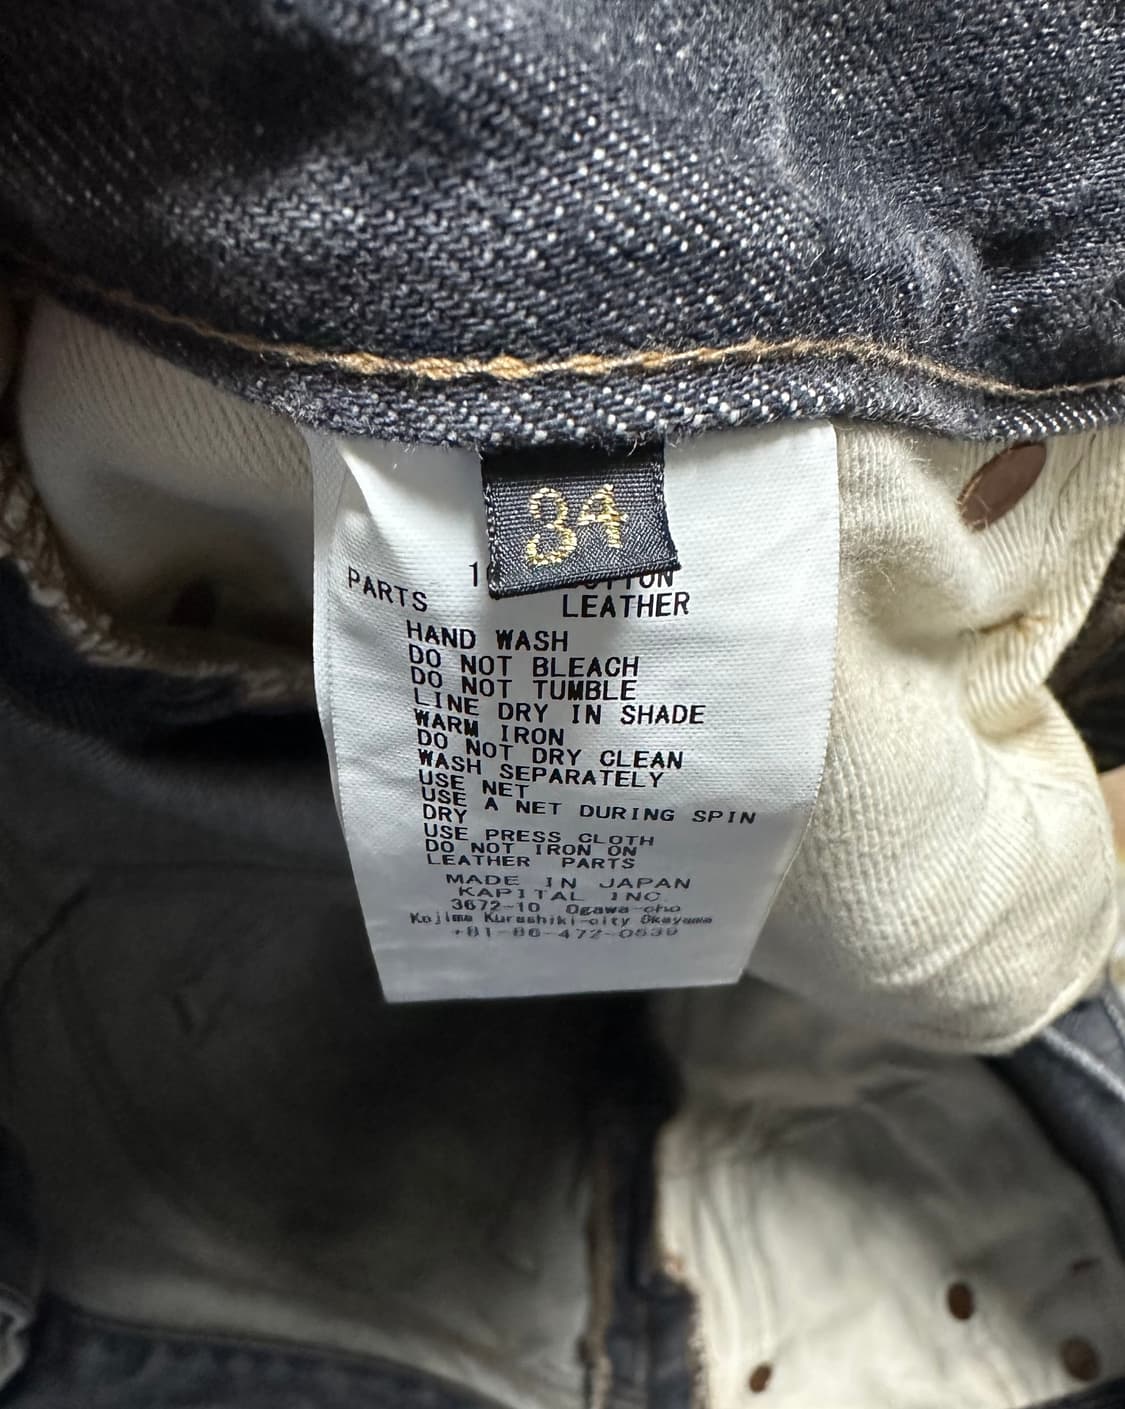 34
PARTS
LEATHER
HAND WASH
DO NOT BLEACH
DO NOT TUMBLE
LINE DRY IN SHADE
WARM IRON
DO NOT DRY CLEAN
WASH SEPARATELY
USE NET
USE A NET DURING SPIN
DRY
USE PRESS CLOTH
DO NOT IRON ON
LEATHER PARTS
MADE IN JAPAN
KAPITAL INC.
3672-10 Ogawa-cho
Kojima Kurashiki-city Okayama
+81-86-472-0539